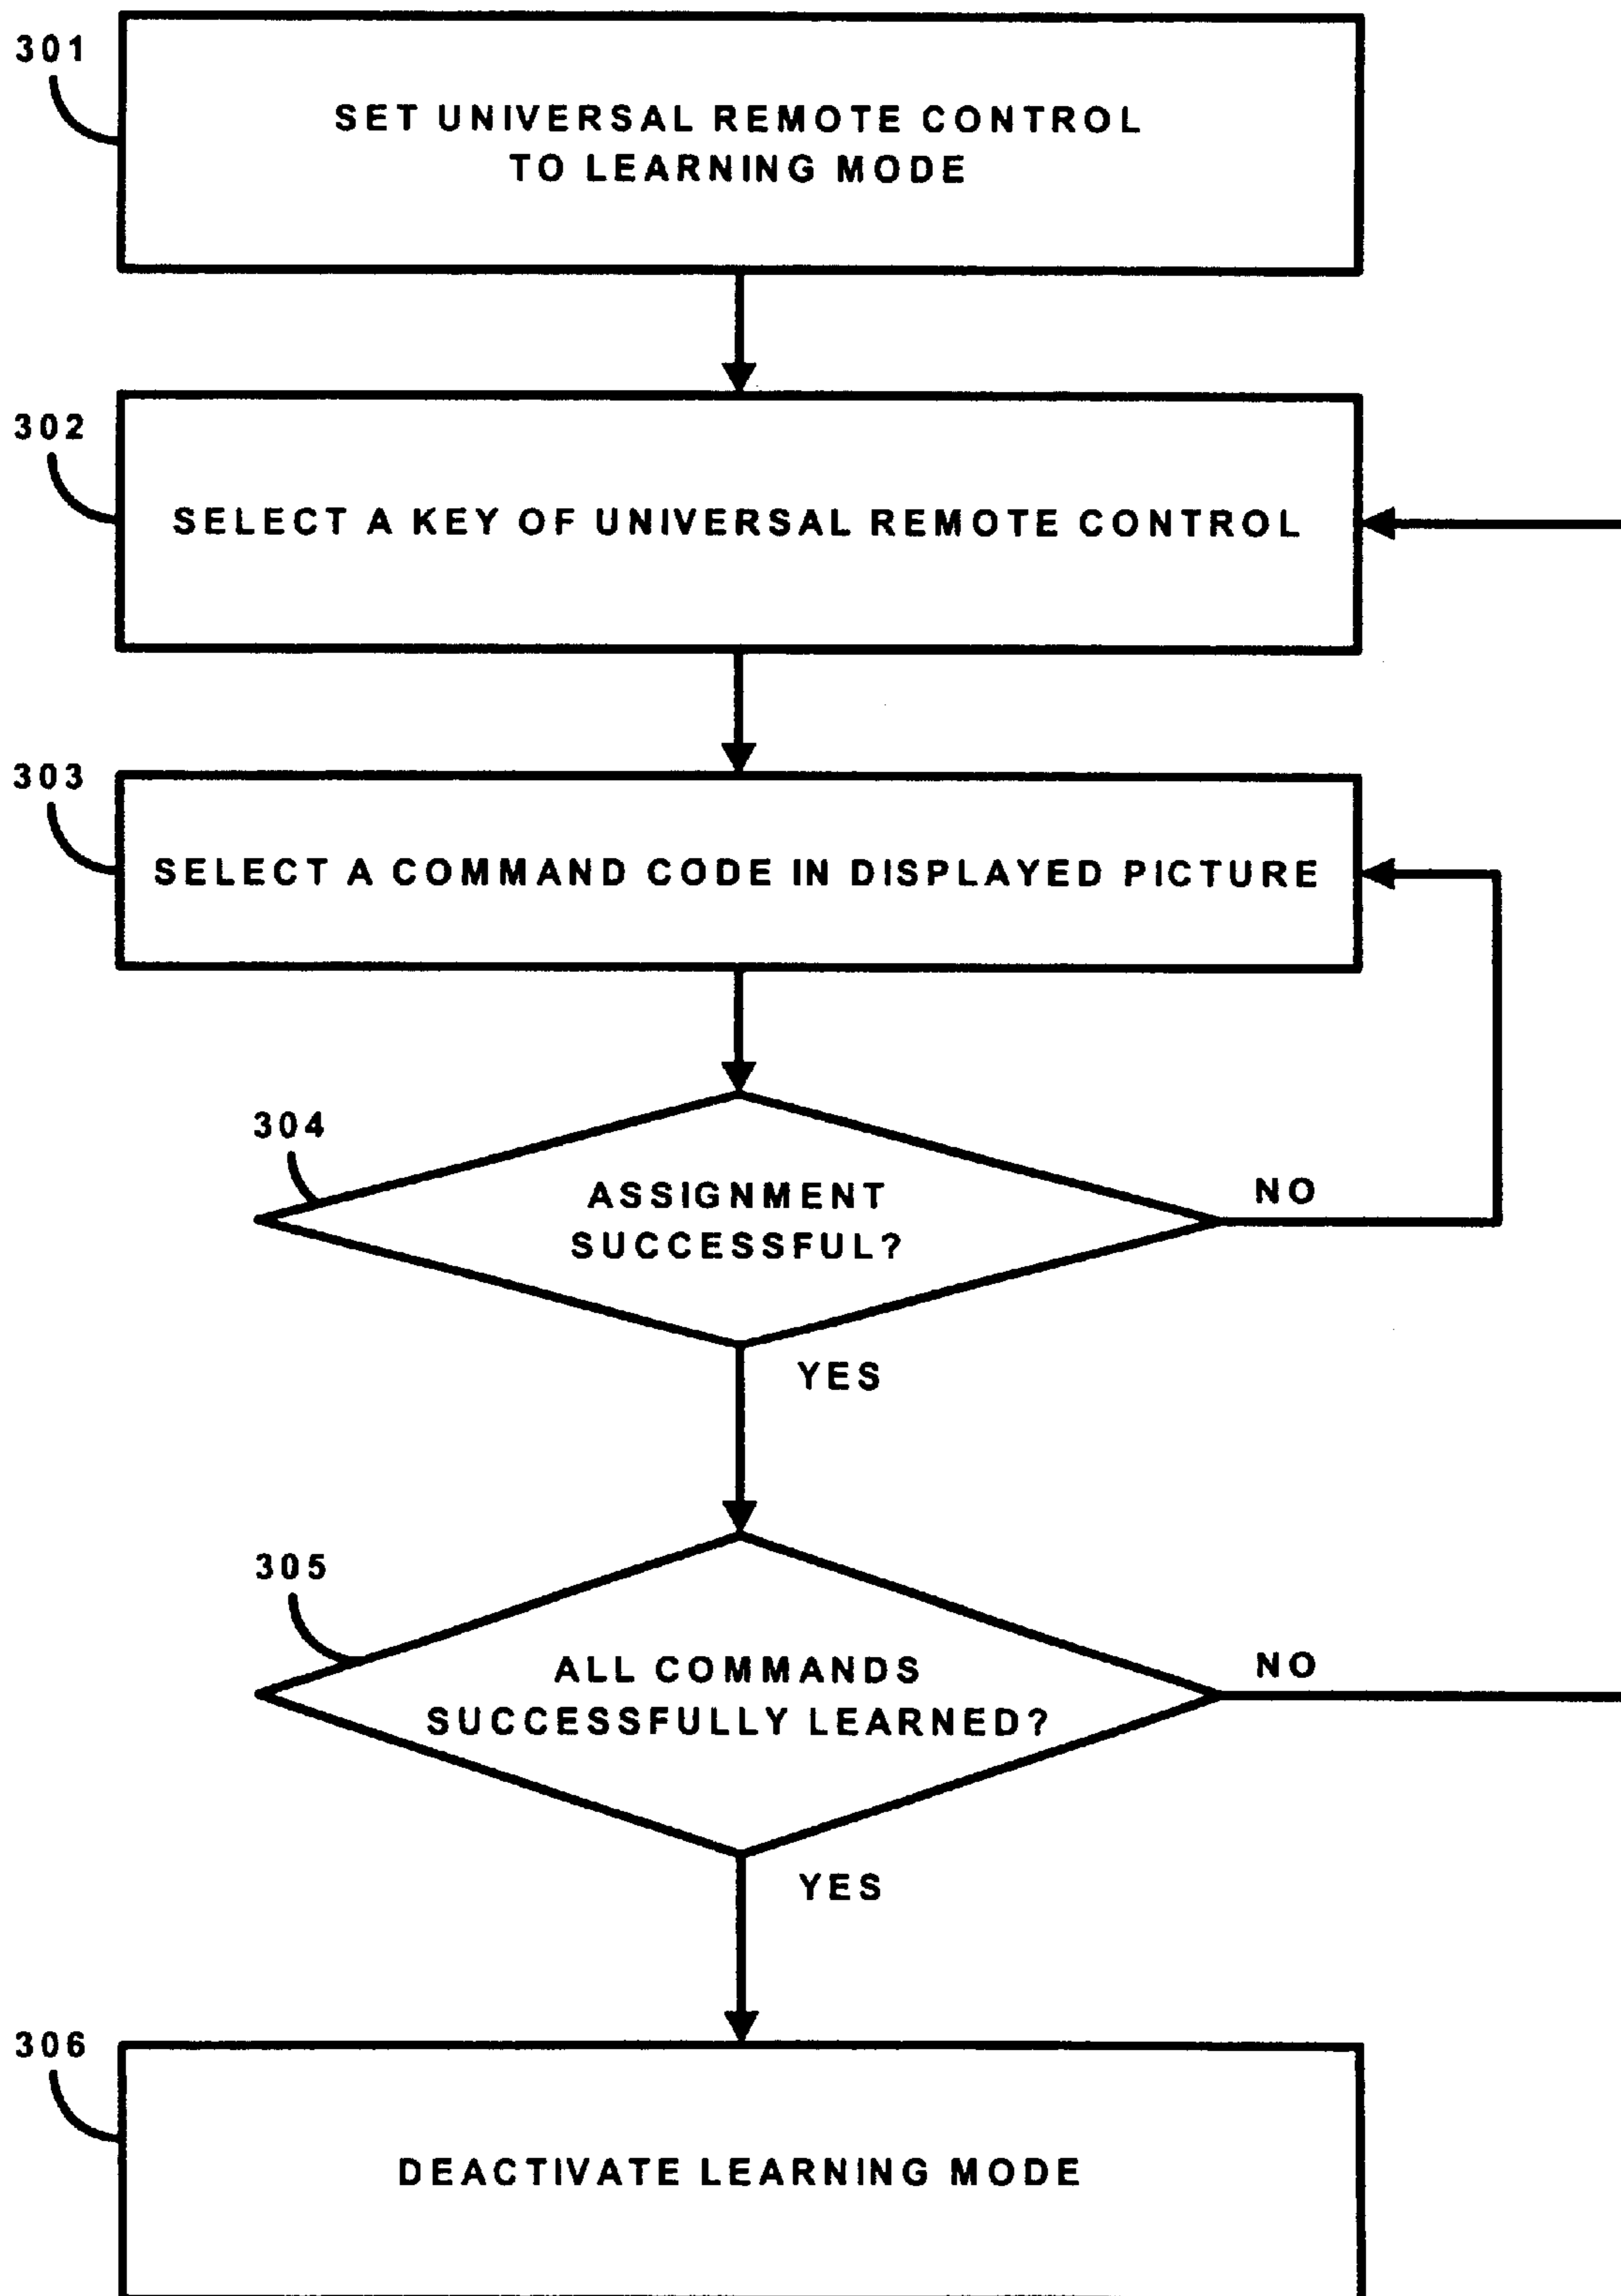 301
SET UNIVERSAL REMOTE CONTROL
TO LEARNING MODE
302
SELECT A KEY OF UNIVERSAL REMOTE CONTROL
303
SELECT A COMMAND CODE IN DISPLAYED PICTURE
304
ASSIGNMENT
SUCCESSFUL?
NO
YES
305
ALL COMMANDS
SUCCESSFULLY LEARNED?
NO
YES
306
DEACTIVATE LEARNING MODE